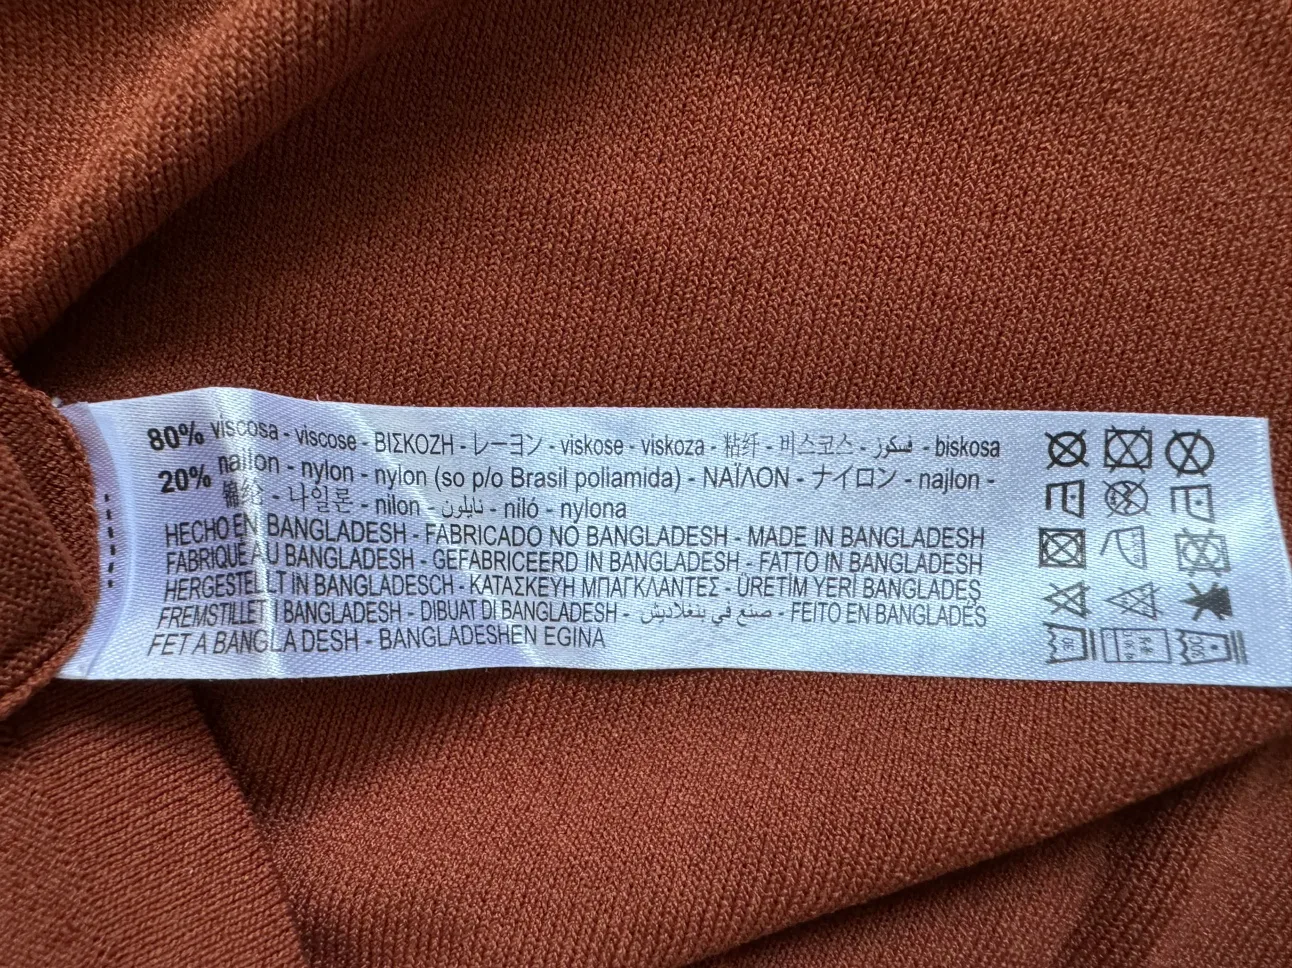 80% viscosa - viscose - ΒΙΣΚΟΖΗ - レーヨン - viskose - viskoza - 粘纤 - 비스코스 - فسكوز - biskosa
20% nailon - nylon - nylon (so p/o Brasil poliamida) - ΝΑΪΛΟΝ - ナイロン - najlon -
锦纶 - 나일론 - nilon - نايلون - niló - nylona
HECHO EN BANGLADESH - FABRICADO NO BANGLADESH - MADE IN BANGLADESH
FABRIQUÉ AU BANGLADESH - GEFABRICEERD IN BANGLADESH - FATTO IN BANGLADESH
HERGESTELLT IN BANGLADESCH - ΚΑΤΑΣΚΕΥΗ ΜΠΑΓΚΛΑΝΤΕΣ - ÜRETİM YERİ BANGLADEŞ
FREMSTILLET I BANGLADESH - DIBUAT DI BANGLADESH - صنع في بنغلاديش - FEITO EN BANGLADÉS
FET A BANGLA DESH - BANGLADESHEN EGINA